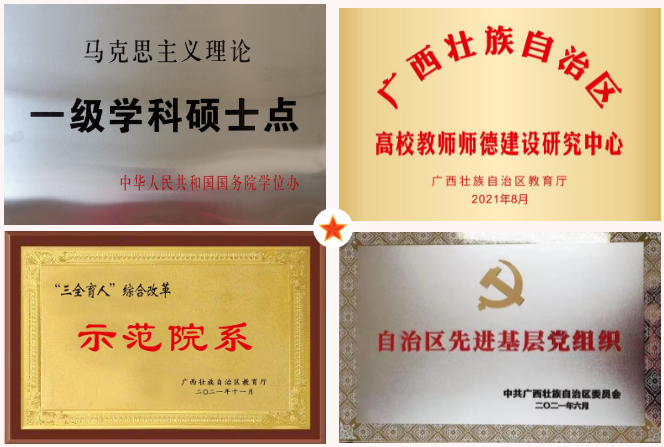 马克思主义理论
一级学科硕士点
中华人民共和国国务院学位办
广西壮族自治区
高校教师师德建设研究中心
广西壮族自治区教育厅
2021年8月
“三全育人”综合改革
示范院系
广西壮族自治区教育厅
二〇二一年十一月
自治区先进基层党组织
中共广西壮族自治区委员会
二〇二一年六月